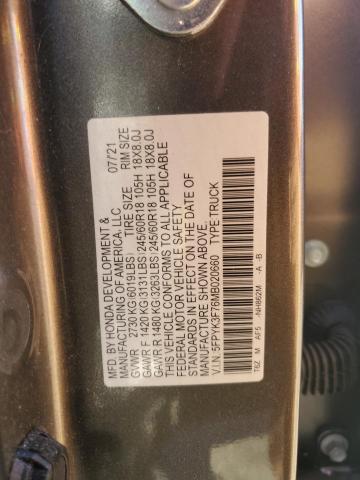 MFD. BY HONDA DEVELOPMENT &
MANUFACTURING OF AMERICA, LLC 07/'21
GVWR 2730 KG(6019LBS) TIRE SIZE RIM SIZE
GAWR F 1420 KG(3131LBS) 245/60R18 105H 18X8.0J
GAWR R 1480 KG(3263LBS) 245/60R18 105H 18X8.0J
THIS VEHICLE CONFORMS TO ALL APPLICABLE
FEDERAL MOTOR VEHICLE SAFETY
STANDARDS IN EFFECT ON THE DATE OF
MANUFACTURE SHOWN ABOVE.
V.I.N. 5FPYK3F76MB020660 TYPE:TRUCK
T6Z M AF5 -NH862M -A -B